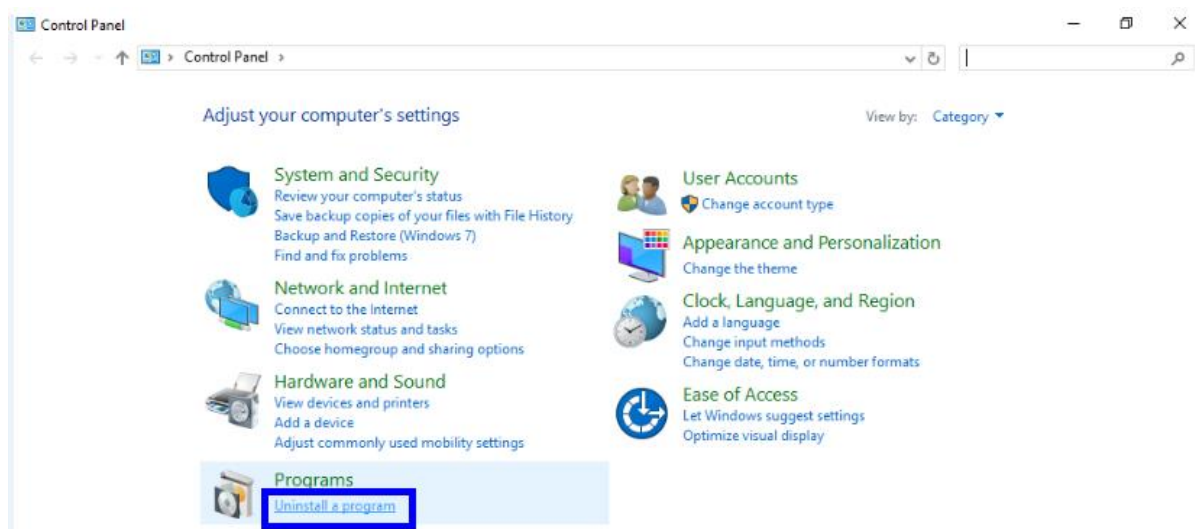 Control Panel
Control Panel
Adjust your computer's settings
View by: Category
System and Security
Review your computer's status
Save backup copies of your files with File History
Backup and Restore (Windows 7)
Find and fix problems
Network and Internet
Connect to the Internet
View network status and tasks
Choose homegroup and sharing options
Hardware and Sound
View devices and printers
Add a device
Adjust commonly used mobility settings
Programs
Uninstall a program
User Accounts
Change account type
Appearance and Personalization
Change the theme
Clock, Language, and Region
Add a language
Change input methods
Change date, time, or number formats
Ease of Access
Let Windows suggest settings
Optimize visual display